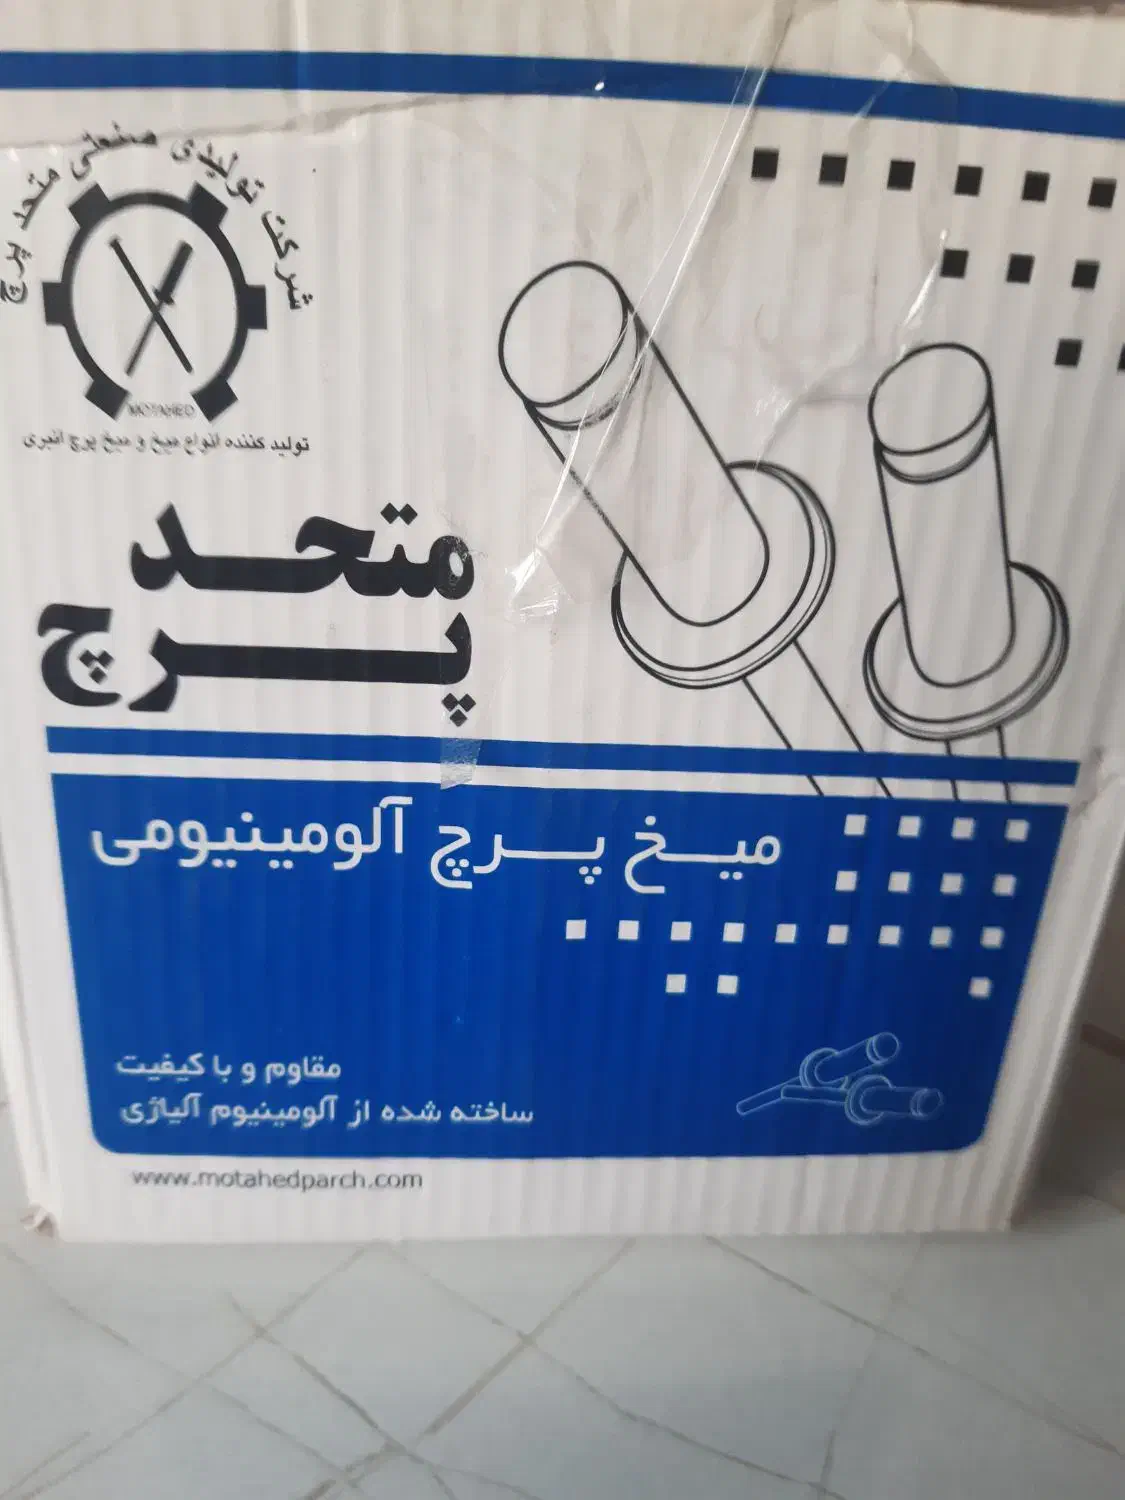 شرکت تولیدی صنعتی متحد پرچ
MOTAHED
تولید کننده انواع میخ و میخ پرچ انبری
متحد
پرچ
میخ پرچ آلومینیومی
مقاوم و با کیفیت
ساخته شده از آلومینیوم آلیاژی
www.motahedparch.com